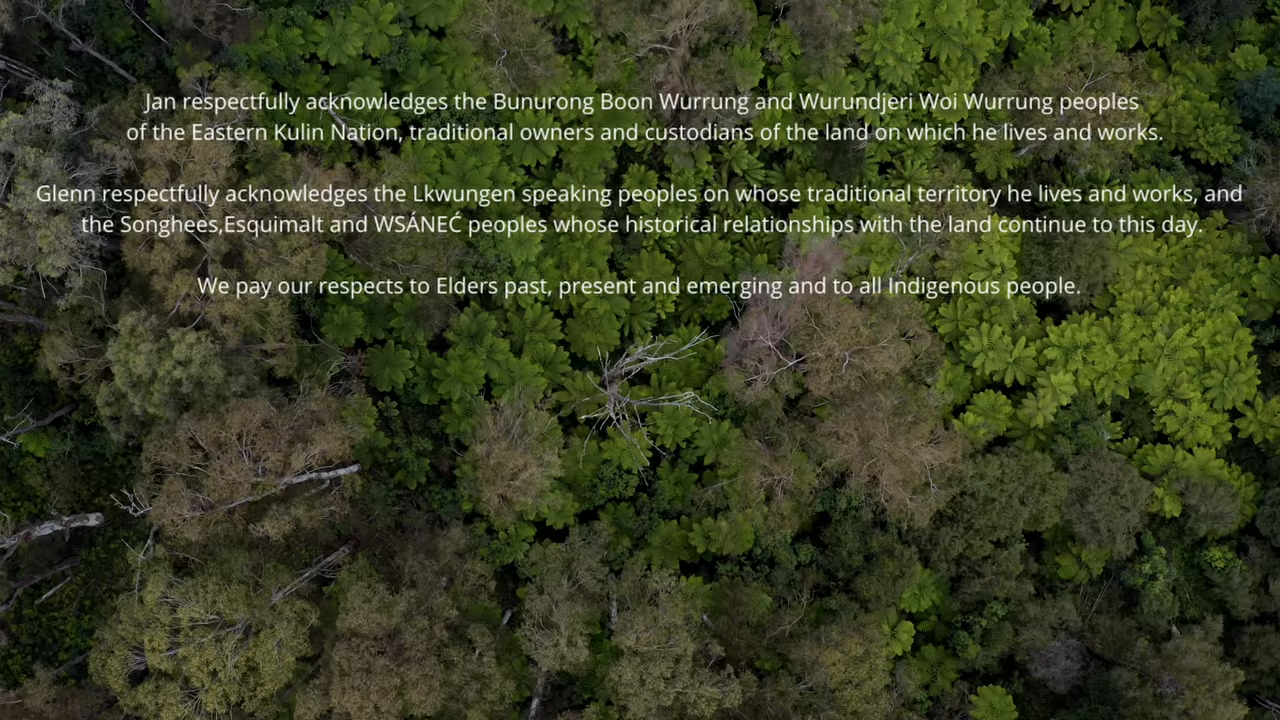 Jan respectfully acknowledges the Bunurong Boon Wurrung and Wurundjeri Woi Wurrung peoples
of the Eastern Kulin Nation, traditional owners and custodians of the land on which he lives and works.
Glenn respectfully acknowledges the Lkwungen speaking peoples on whose traditional territory he lives and works, and
the Songhees,Esquimalt and WSÁNEĆ peoples whose historical relationships with the land continue to this day.
We pay our respects to Elders past, present and emerging and to all Indigenous people.